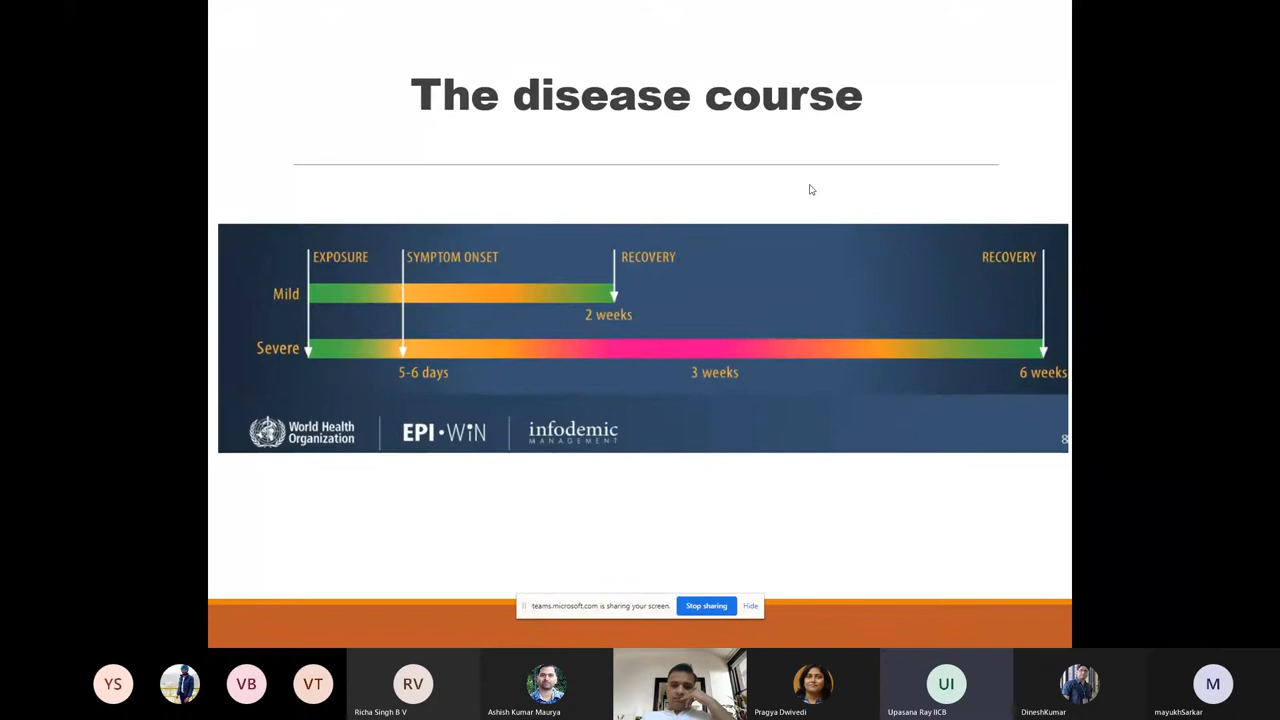 The disease course
EXPOSURE
SYMPTOM ONSET
RECOVERY
RECOVERY
Mild
2 weeks
Severe
5-6 days
3 weeks
6 weeks
World Health
Organization
EPI•WiN
infodemic
MANAGEMENT
8
teams.microsoft.com is sharing your screen.
Stop sharing
Hide
YS
VB
VT
RV
UI
M
Richa Singh B V
Ashish Kumar Maurya
Pragya Dwivedi
Upasana Ray IICB
DineshKumar
mayukhSarkar